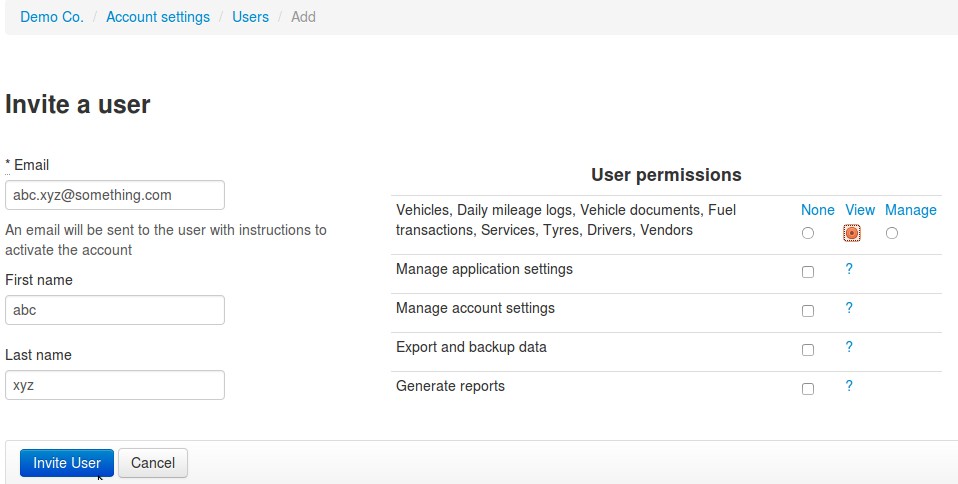 Demo Co. / Account settings / Users / Add
Invite a user
* Email
abc.xyz@something.com
An email will be sent to the user with instructions to
activate the account
First name
abc
Last name
xyz
User permissions
Vehicles, Daily mileage logs, Vehicle documents, Fuel
transactions, Services, Tyres, Drivers, Vendors
None View Manage
Manage application settings ?
Manage account settings ?
Export and backup data ?
Generate reports ?
Invite User Cancel